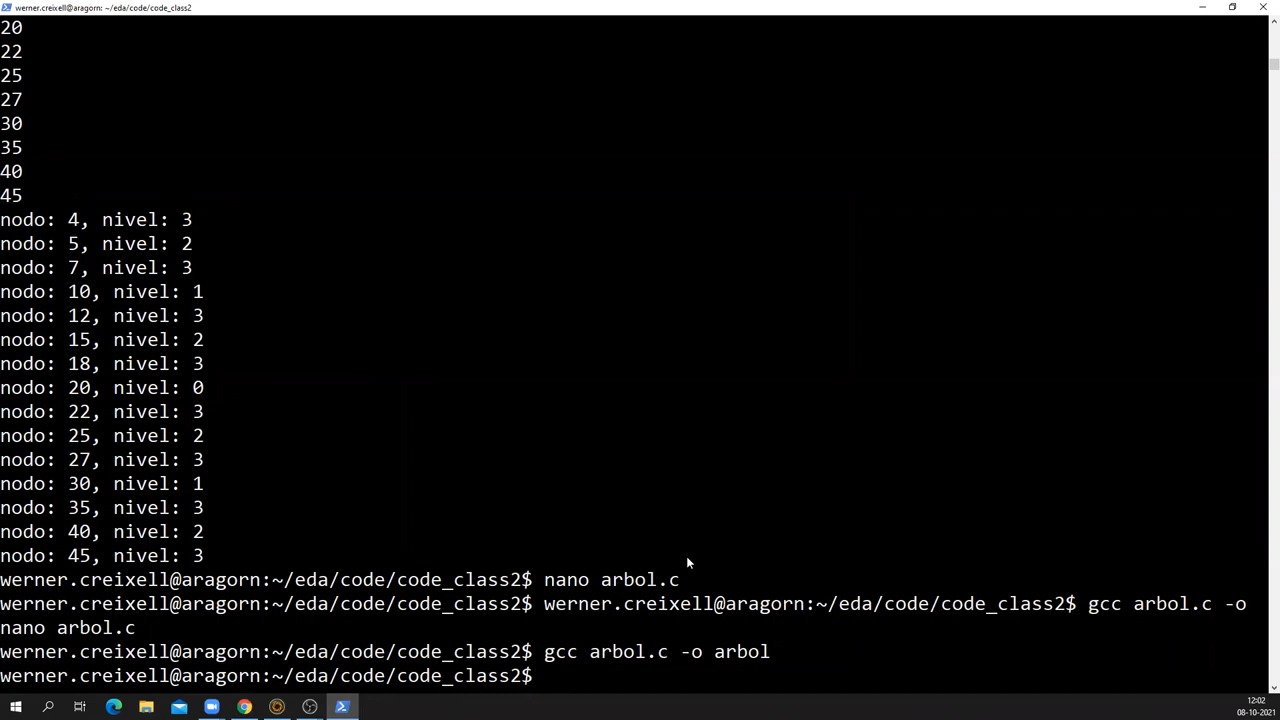 werner.creixell@aragorn: ~/eda/code/code_class2
20
22
25
27
30
35
40
45
nodo: 4, nivel: 3
nodo: 5, nivel: 2
nodo: 7, nivel: 3
nodo: 10, nivel: 1
nodo: 12, nivel: 3
nodo: 15, nivel: 2
nodo: 18, nivel: 3
nodo: 20, nivel: 0
nodo: 22, nivel: 3
nodo: 25, nivel: 2
nodo: 27, nivel: 3
nodo: 30, nivel: 1
nodo: 35, nivel: 3
nodo: 40, nivel: 2
nodo: 45, nivel: 3
werner.creixell@aragorn:~/eda/code/code_class2$ nano arbol.c
werner.creixell@aragorn:~/eda/code/code_class2$ werner.creixell@aragorn:~/eda/code/code_class2$ gcc arbol.c -o
nano arbol.c
werner.creixell@aragorn:~/eda/code/code_class2$ gcc arbol.c -o arbol
werner.creixell@aragorn:~/eda/code/code_class2$
12:02
08-10-2021